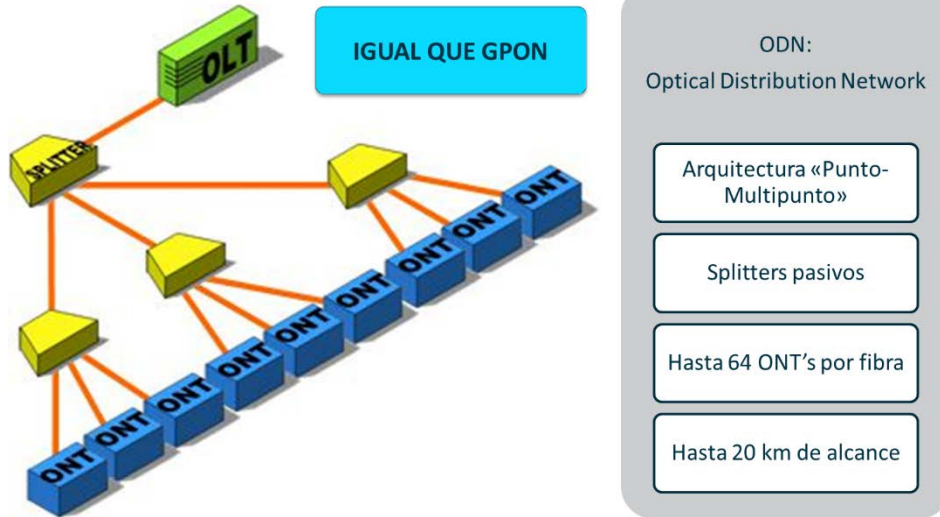 OLT
IGUAL QUE GPON
SPLITTER
ONT
ONT
ONT
ONT
ONT
ONT
ONT
ONT
ONT
ODN:
Optical Distribution Network
Arquitectura «Punto-
Multipunto»
Splitters pasivos
Hasta 64 ONT’s por fibra
Hasta 20 km de alcance